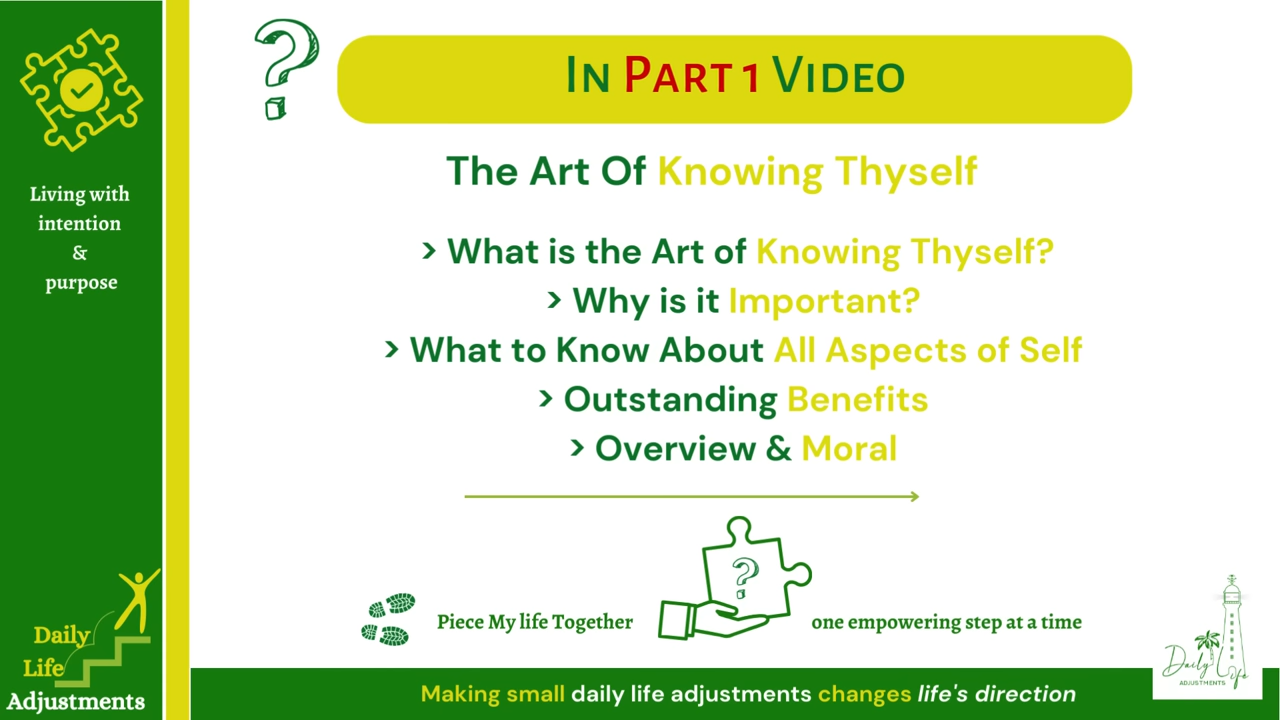 Living with
intention
&
purpose
Daily
Life
Adjustments
?
In Part 1 Video
The Art Of Knowing Thyself
> What is the Art of Knowing Thyself?
> Why is it Important?
> What to Know About All Aspects of Self
> Outstanding Benefits
> Overview & Moral
?
Piece My life Together
one empowering step at a time
Making small daily life adjustments changes life's direction
Daily Life
ADJUSTMENTS